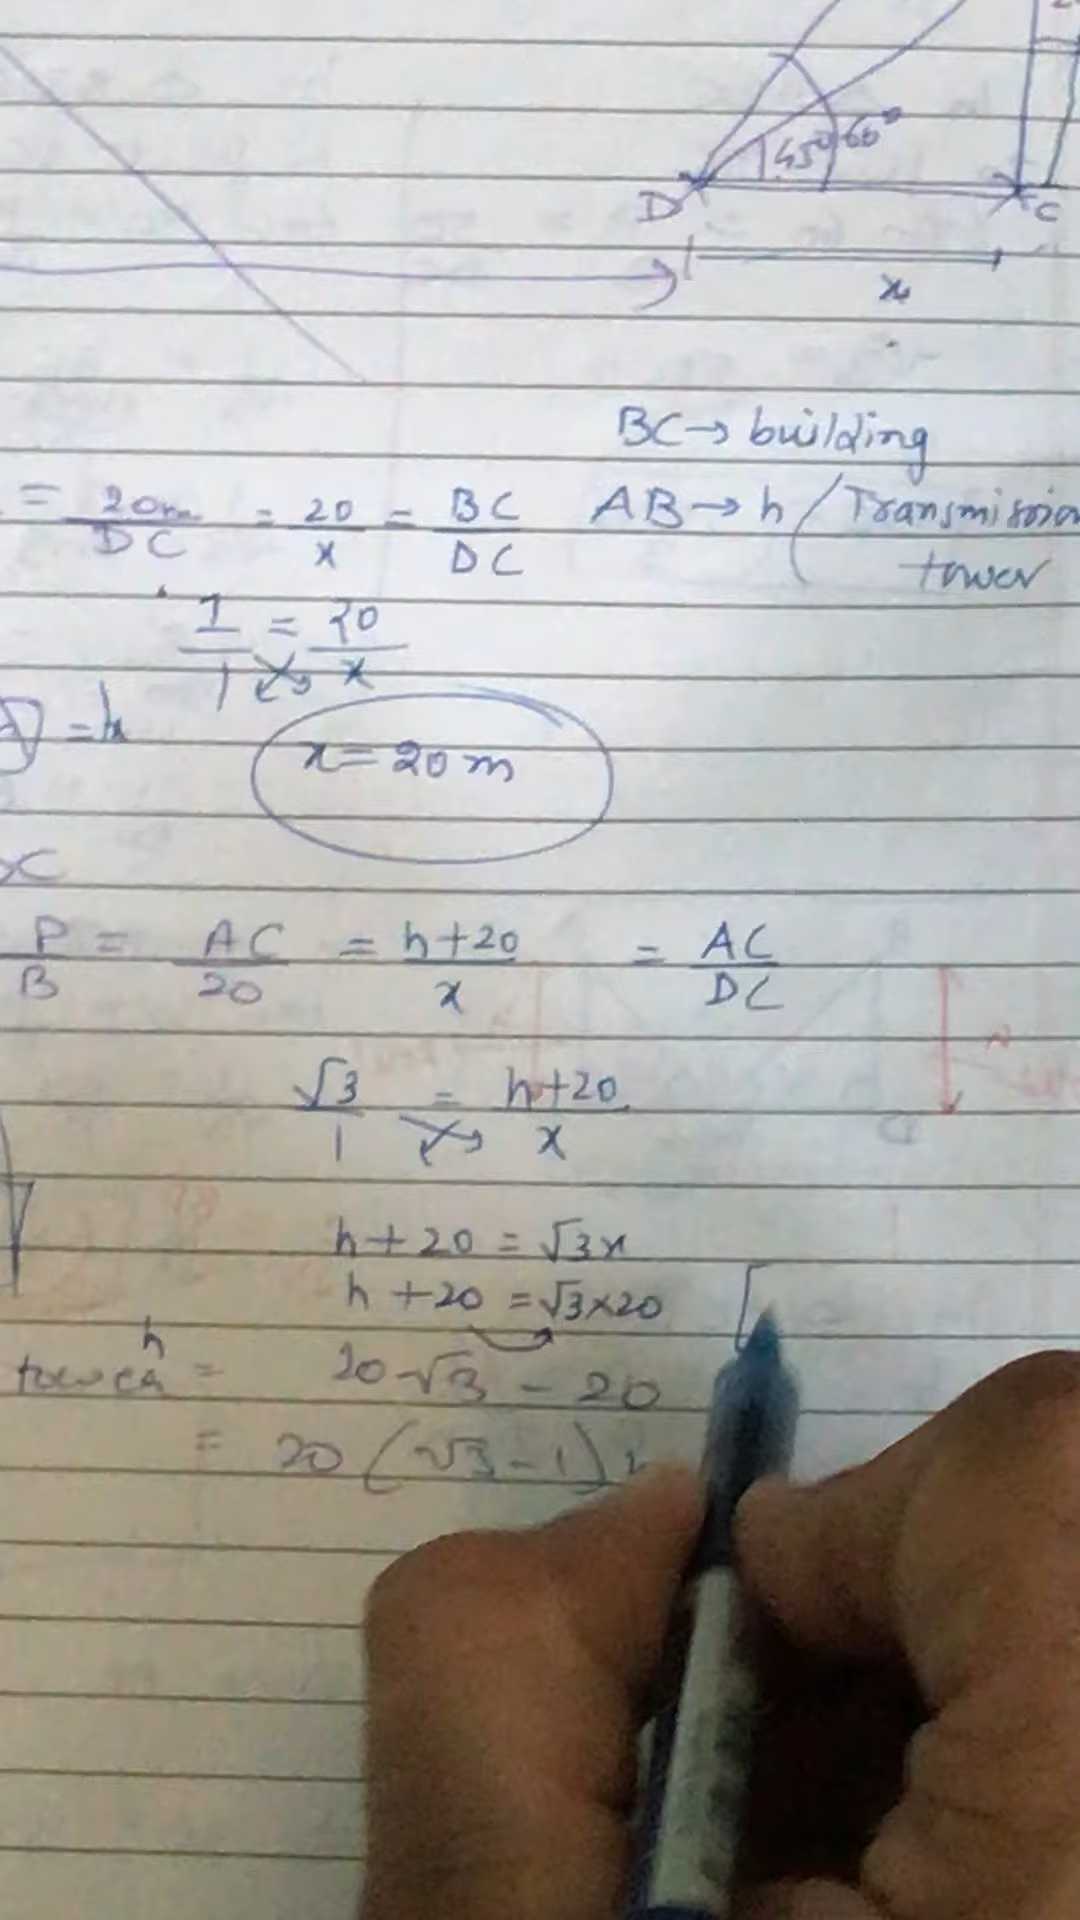 45° 60°
D C
x
BC → building
= 20m/DC = 20/x = BC/DC AB → h (Transmission
tower
1/1 = 20/x
= h
x = 20 m
P/B = AC/20 = h+20/x = AC/DC
√3/1 = h+20/x
h + 20 = √3x
h + 20 = √3×20
h
tower = 20√3 - 20
= 20 (√3 - 1)